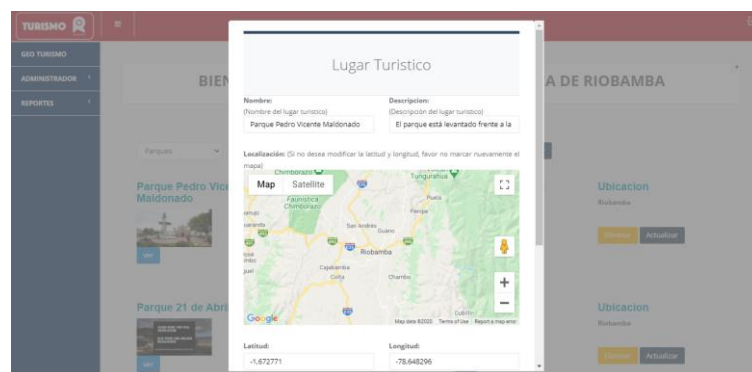 TURISMO
GEO TURISMO
ADMINISTRADOR
REPORTES
BIEN
A DE RIOBAMBA
Parques
Parque Pedro Vice
Maldonado
Ver
Ubicacion
Riobamba
Eliminar Actualizar
Parque 21 de Abri
Ver
Ubicacion
Riobamba
Eliminar Actualizar
Lugar Turistico
Nombre:
(Nombre del lugar turistico)
Parque Pedro Vicente Maldonado
Descripcion:
(Descripción del lugar turistico)
El parque está levantado frente a la
Localización: (Si no desea modificar la latitud y longitud, favor no marcar nuevamente el
mapa)
Map Satellite
Chimborazo
Faunística
Chimborazo
Tungurahua
Puela
Penipe
San Andrés
Guano
Riobamba
Cajabamba
Colta
Chambo
Google
Map data ©2020 Terms of Use Report a map error
Latitud:
-1.672771
Longitud:
-78.648296